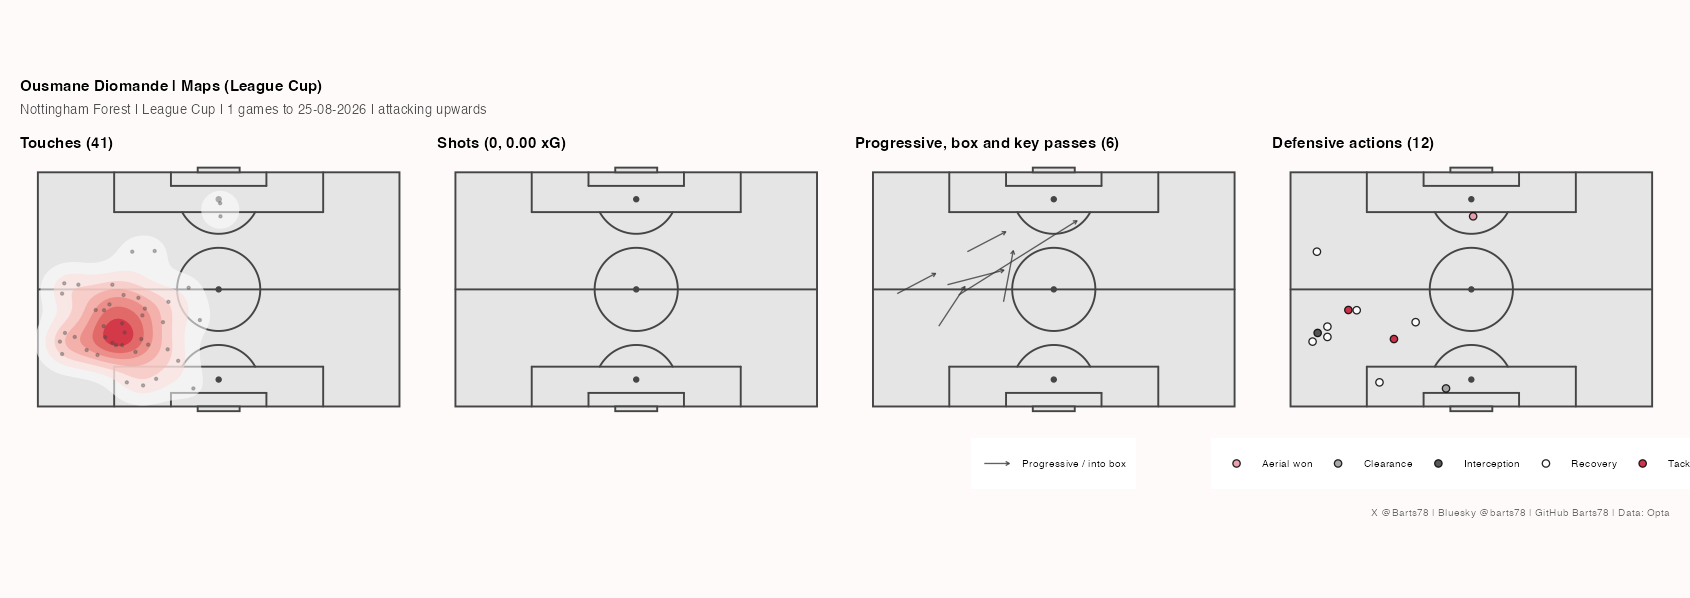 Ousmane Diomande | Maps (League Cup)
Nottingham Forest | League Cup | 1 games to 25-08-2026 | attacking upwards
Touches (41)
Shots (0, 0.00 xG)
Progressive, box and key passes (6)
Defensive actions (12)
Progressive / into box
Aerial won
Clearance
Interception
Recovery
Tack
X @Barts78 | Bluesky @barts78 | GitHub Barts78 | Data: Opta